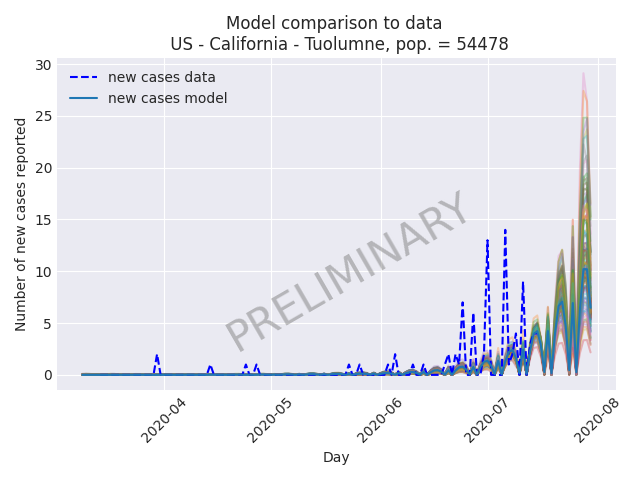 Model comparison to data
US - California - Tuolumne, pop. = 54478
new cases data
new cases model
Number of new cases reported
30
25
20
15
10
5
0
PRELIMINARY
2020-04
2020-05
2020-06
2020-07
2020-08
Day